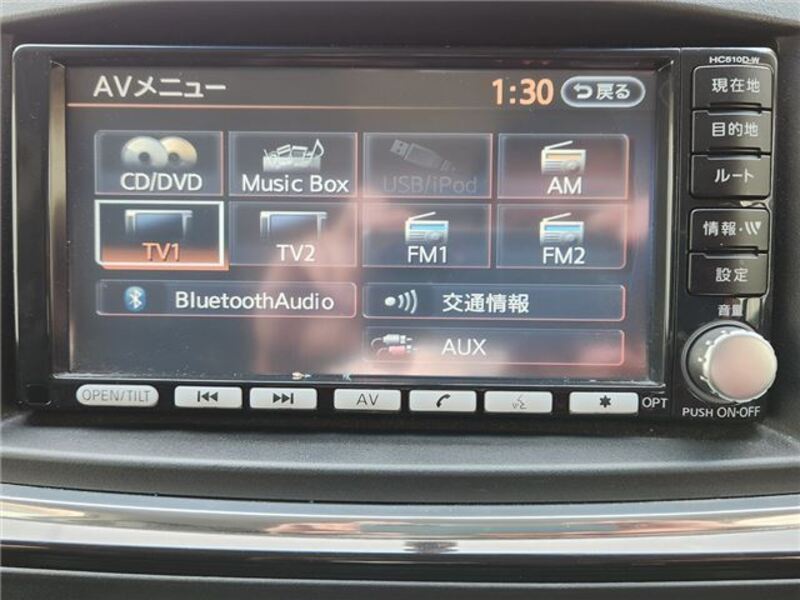 HC510D-W
AVメニュー
1:30
戻る
CD/DVD
Music Box
USB/iPod
AM
TV1
TV2
FM1
FM2
BluetoothAudio
交通情報
AUX
現在地
目的地
ルート
情報・
設定
音量
PUSH ON·OFF
OPEN/TILT
AV
OPT